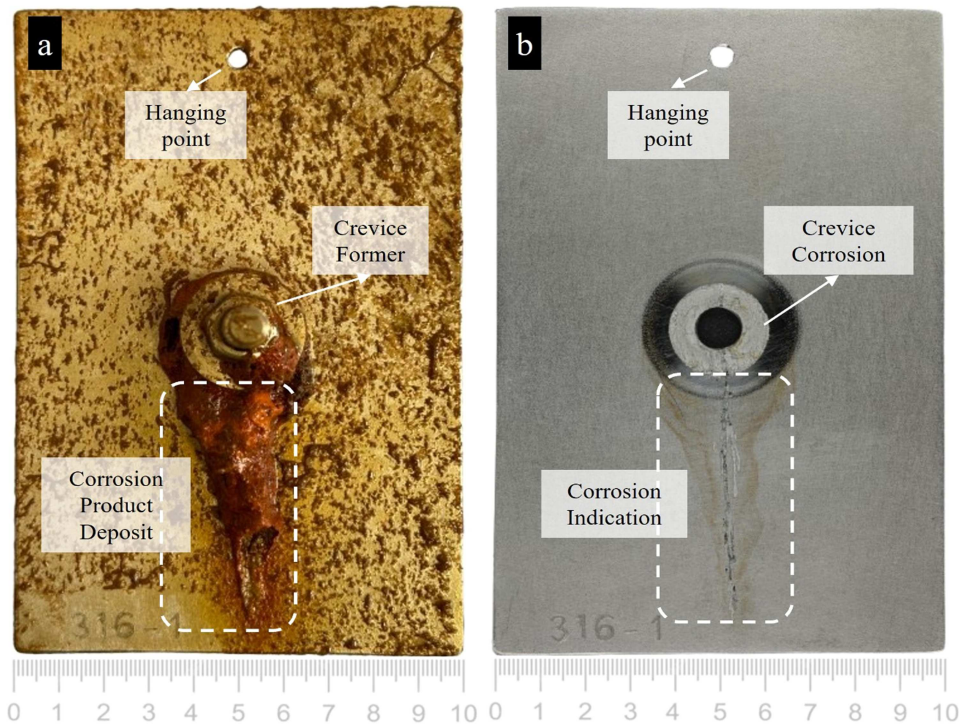 a
Hanging
point
Crevice
Former
Corrosion
Product
Deposit
316-1
0 1 2 3 4 5 6 7 8 9 10
b
Hanging
point
Crevice
Corrosion
Corrosion
Indication
316-1
0 1 2 3 4 5 6 7 8 9 10